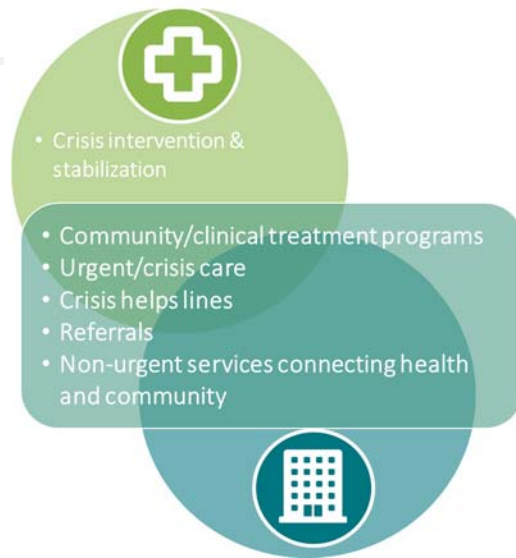 • Crisis intervention &
stabilization
• Community/clinical treatment programs
• Urgent/crisis care
• Crisis helps lines
• Referrals
• Non-urgent services connecting health
and community